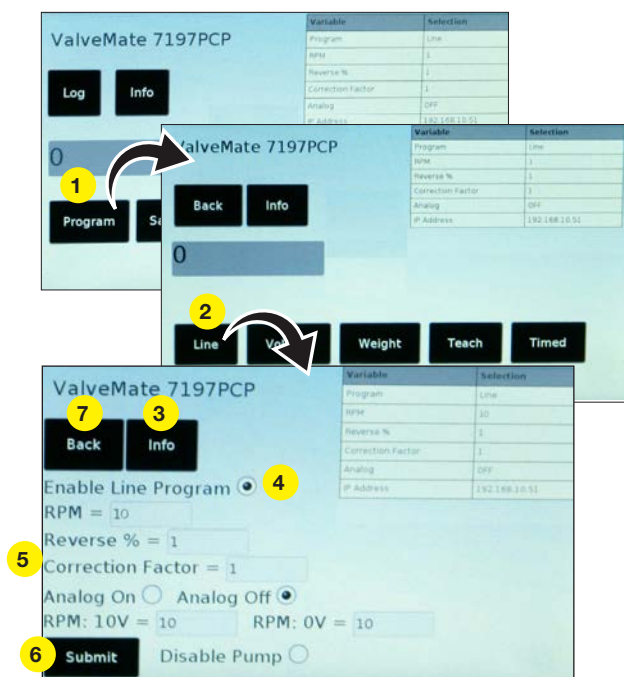 ValveMate 7197PCP
Variable Selection
Program Line
RPM 1
Reverse % 1
Correction Factor 1
Analog OFF
IP Address 192.168.10.51
Log Info
0
1
Program
ValveMate 7197PCP
Variable Selection
Program Line
RPM 1
Reverse % 1
Correction Factor 1
Analog OFF
IP Address 192.168.10.51
Back Info
0
2
Line Weight Teach Timed
ValveMate 7197PCP
Variable Selection
Program Line
RPM 10
Reverse % 1
Correction Factor 1
Analog OFF
IP Address 192.168.10.51
7 3
Back Info
Enable Line Program 4
RPM = 10
Reverse % = 1
5
Correction Factor = 1
Analog On Analog Off
RPM: 10V = 10 RPM: 0V = 10
6 Submit Disable Pump